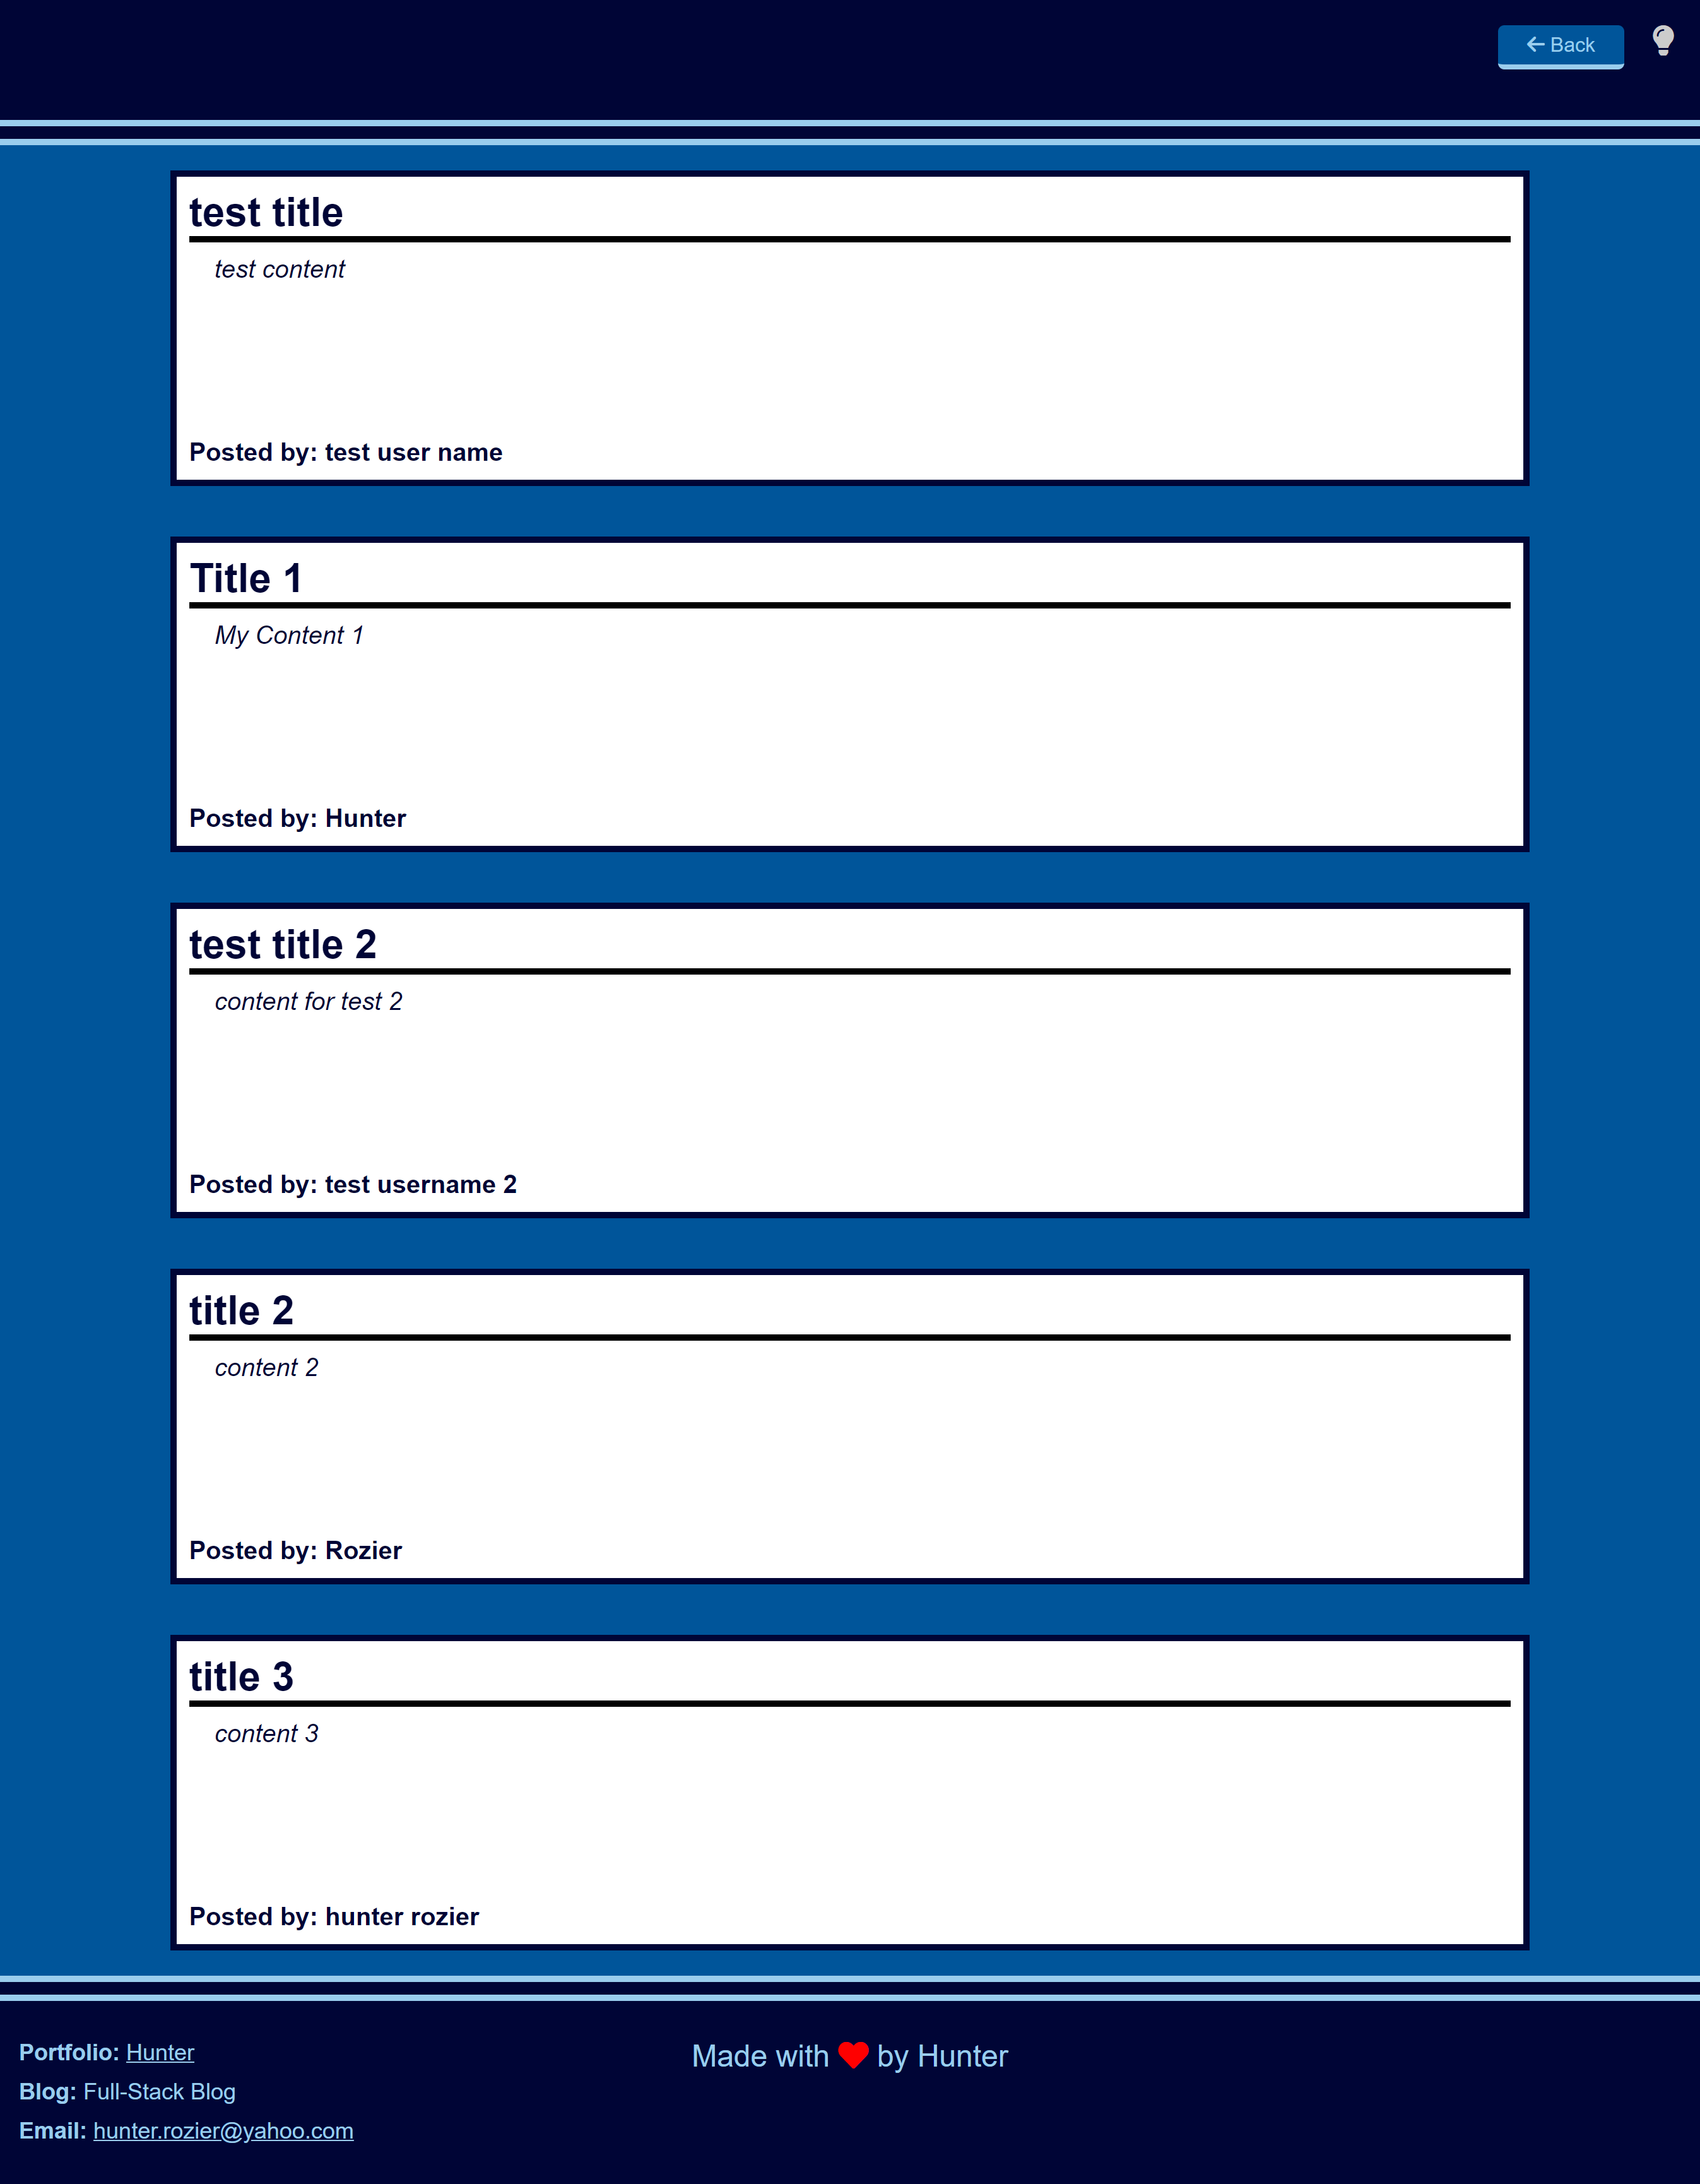 Back
test title
test content
Posted by: test user name
Title 1
My Content 1
Posted by: Hunter
test title 2
content for test 2
Posted by: test username 2
title 2
content 2
Posted by: Rozier
title 3
content 3
Posted by: hunter rozier
Portfolio: Hunter
Blog: Full-Stack Blog
Email: hunter.rozier@yahoo.com
Made with ❤ by Hunter